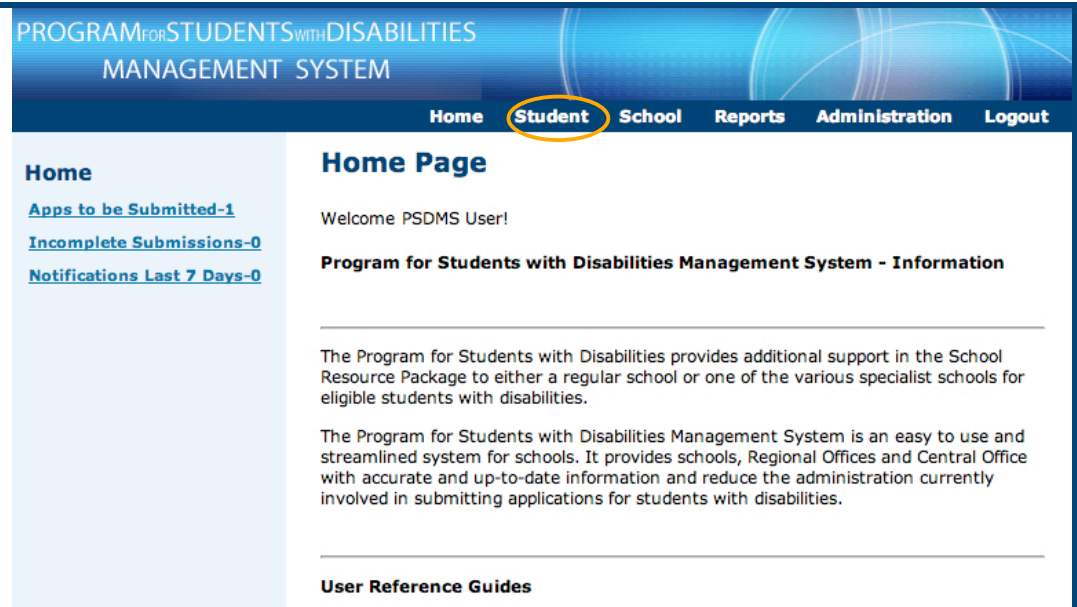 PROGRAMFORSTUDENTSWITHDISABILITIES
MANAGEMENT SYSTEM
Home Student School Reports Administration Logout
Home
Apps to be Submitted-1
Incomplete Submissions-0
Notifications Last 7 Days-0
Home Page
Welcome PSDMS User!
Program for Students with Disabilities Management System - Information
The Program for Students with Disabilities provides additional support in the School
Resource Package to either a regular school or one of the various specialist schools for
eligible students with disabilities.
The Program for Students with Disabilities Management System is an easy to use and
streamlined system for schools. It provides schools, Regional Offices and Central Office
with accurate and up-to-date information and reduce the administration currently
involved in submitting applications for students with disabilities.
User Reference Guides